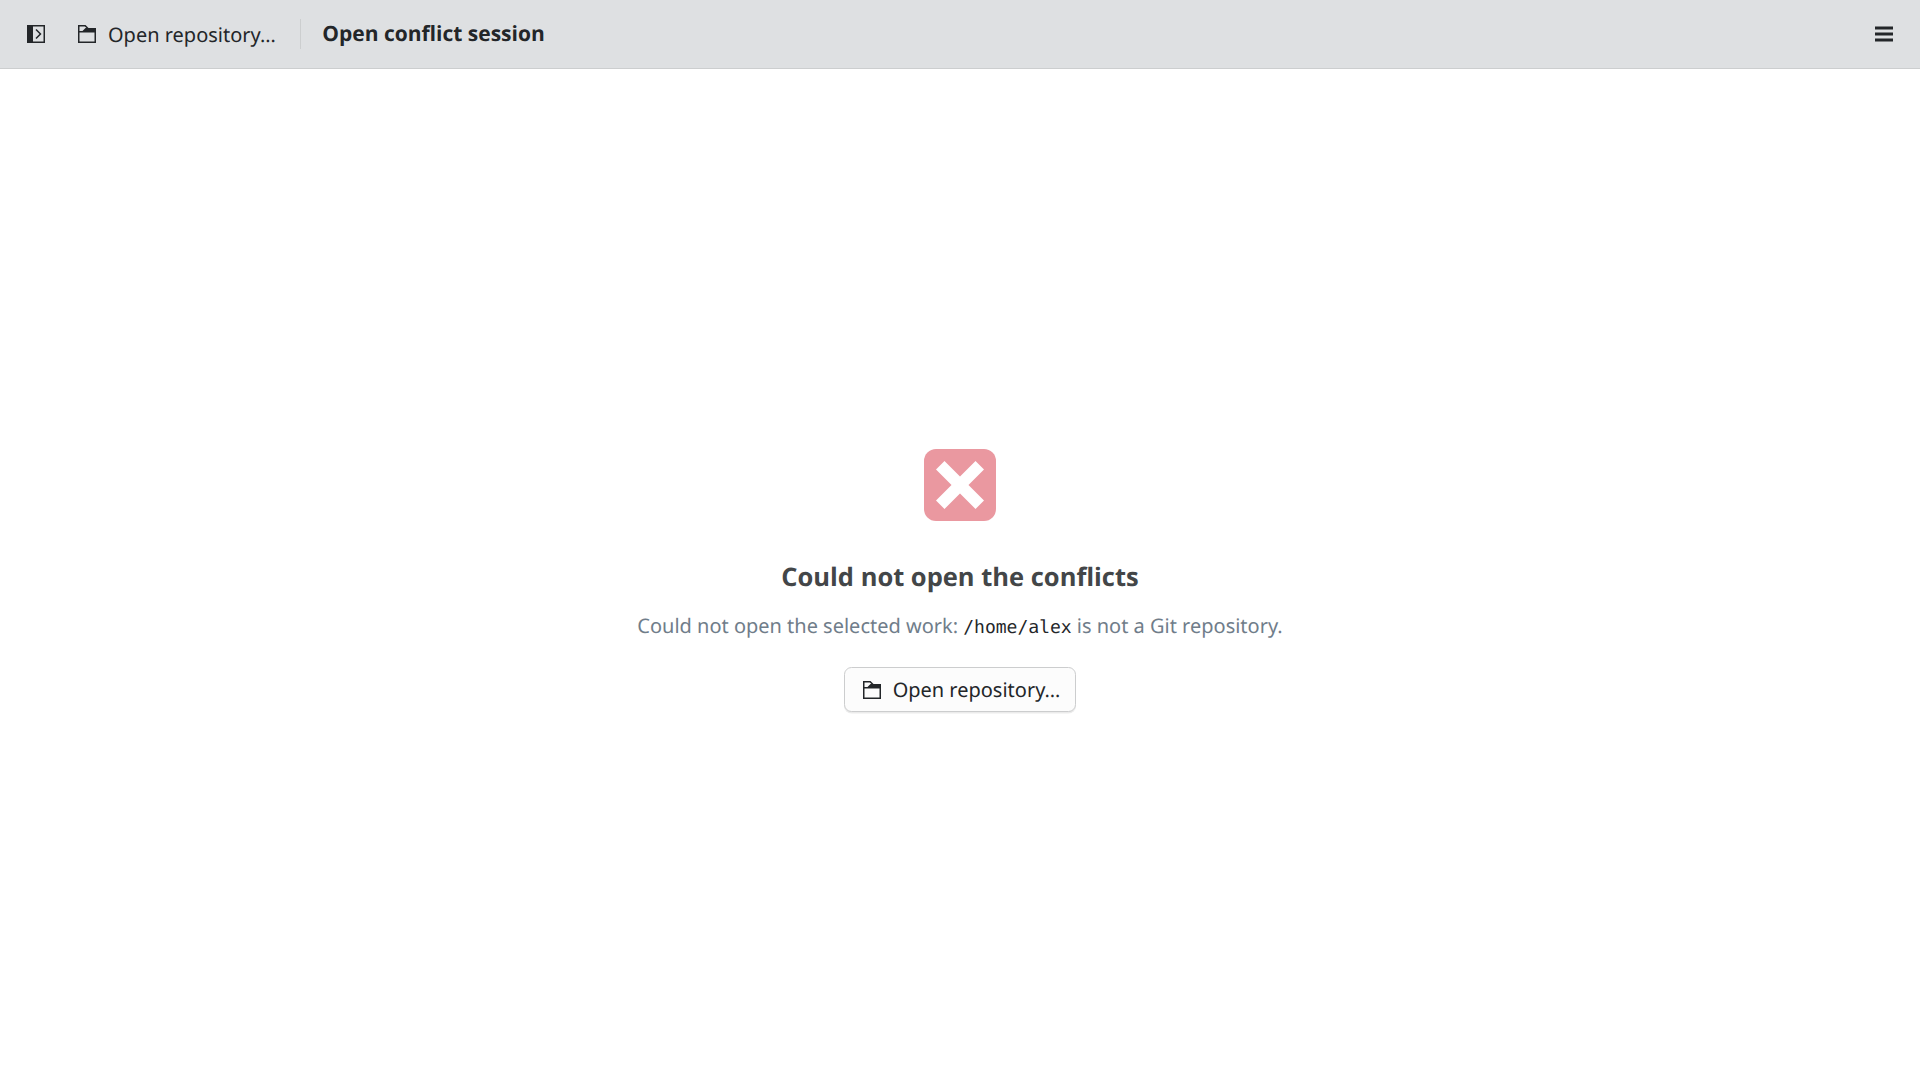 Open repository...
Open conflict session
Could not open the conflicts
Could not open the selected work: /home/alex is not a Git repository.
Open repository...